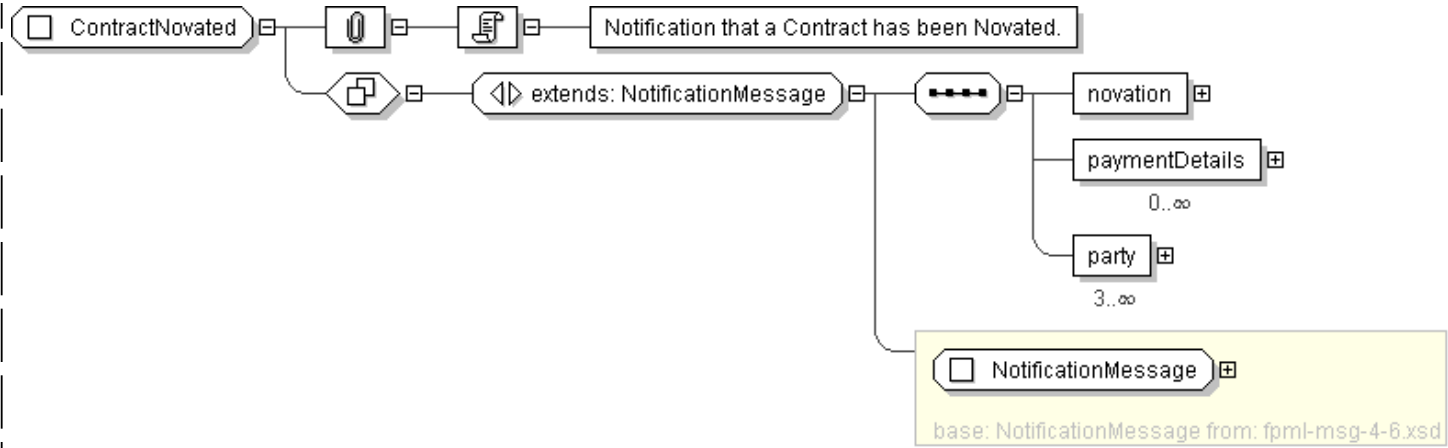 ContractNovated
Notification that a Contract has been Novated.
extends: NotificationMessage
novation
paymentDetails
0..∞
party
3..∞
NotificationMessage
base: NotificationMessage from: fpml-msg-4-6.xsd